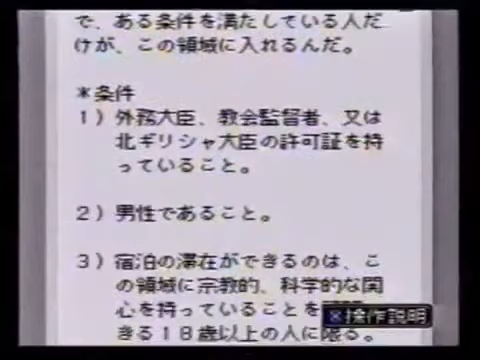 で、ある条件を満たしている人だ
けが、この領域に入れるんだ。
＊条件
１）外務大臣、教会監督者、又は
北ギリシャ大臣の許可証を持
っていること。
２）男性であること。
３）宿泊の滞在ができるのは、こ
の領域に宗教的、科学的な関
心を持っていることを
きる１８歳以上の人に限る。
※操作説明